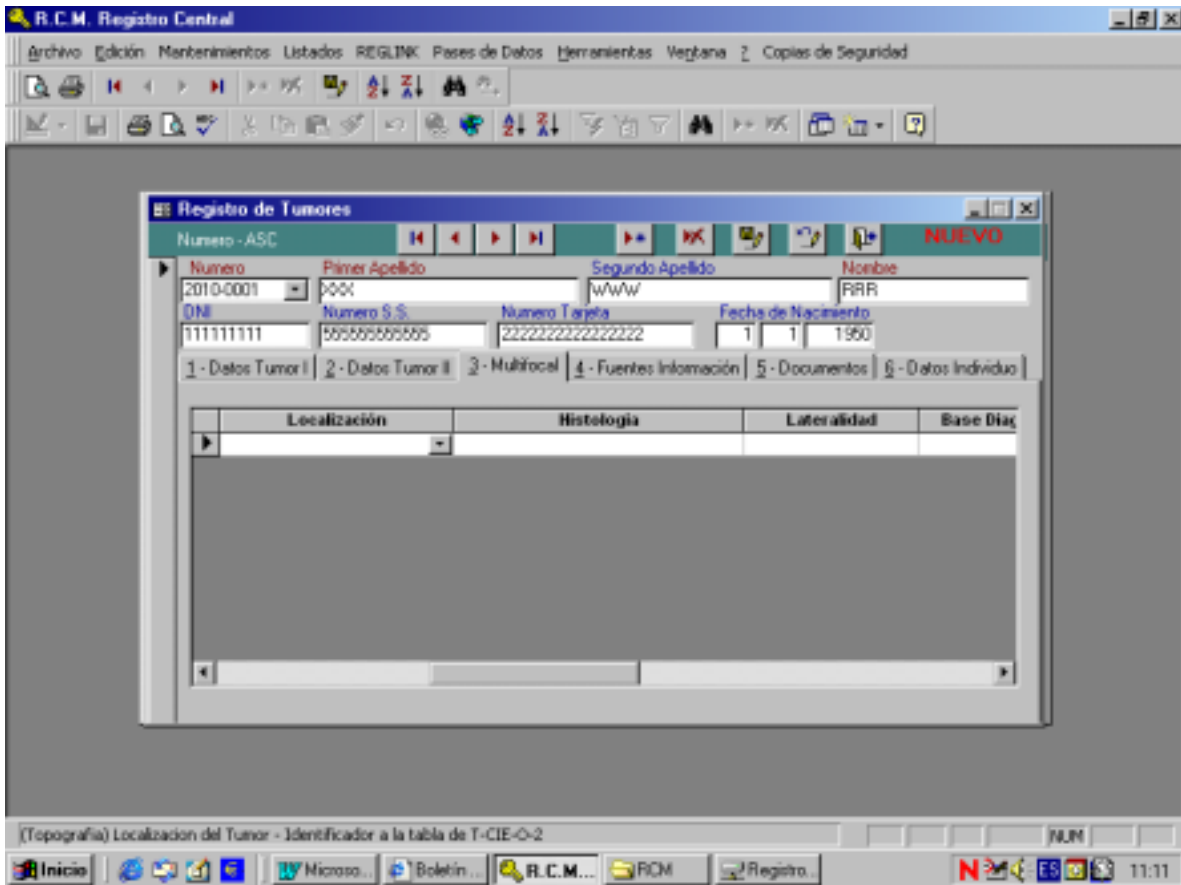 R.C.M. Registro Central
Archivo Edición Mantenimientos Listados REGLINK Pases de Datos Herramientas Ventana ? Copias de Seguridad
Registro de Tumores
Numero - ASC NUEVO
Numero Primer Apellido Segundo Apellido Nombre
2010-0001 XXX WWW RRR
DNI Numero S.S. Numero Tarjeta Fecha de Nacimiento
111111111 555555555555 2222222222222222 1 1 1950
1 - Datos Tumor I 2 - Datos Tumor II 3 - Multifocal 4 - Fuentes Información 5 - Documentos 6 - Datos Individuo
Localización Histologia Lateralidad Base Diag
(Topografia) Localizacion del Tumor - Identificador a la tabla de T-CIE-O-2 NUM
Inicio Microso... Boletín ... R.C.M... RCM Registro... ES 11:11